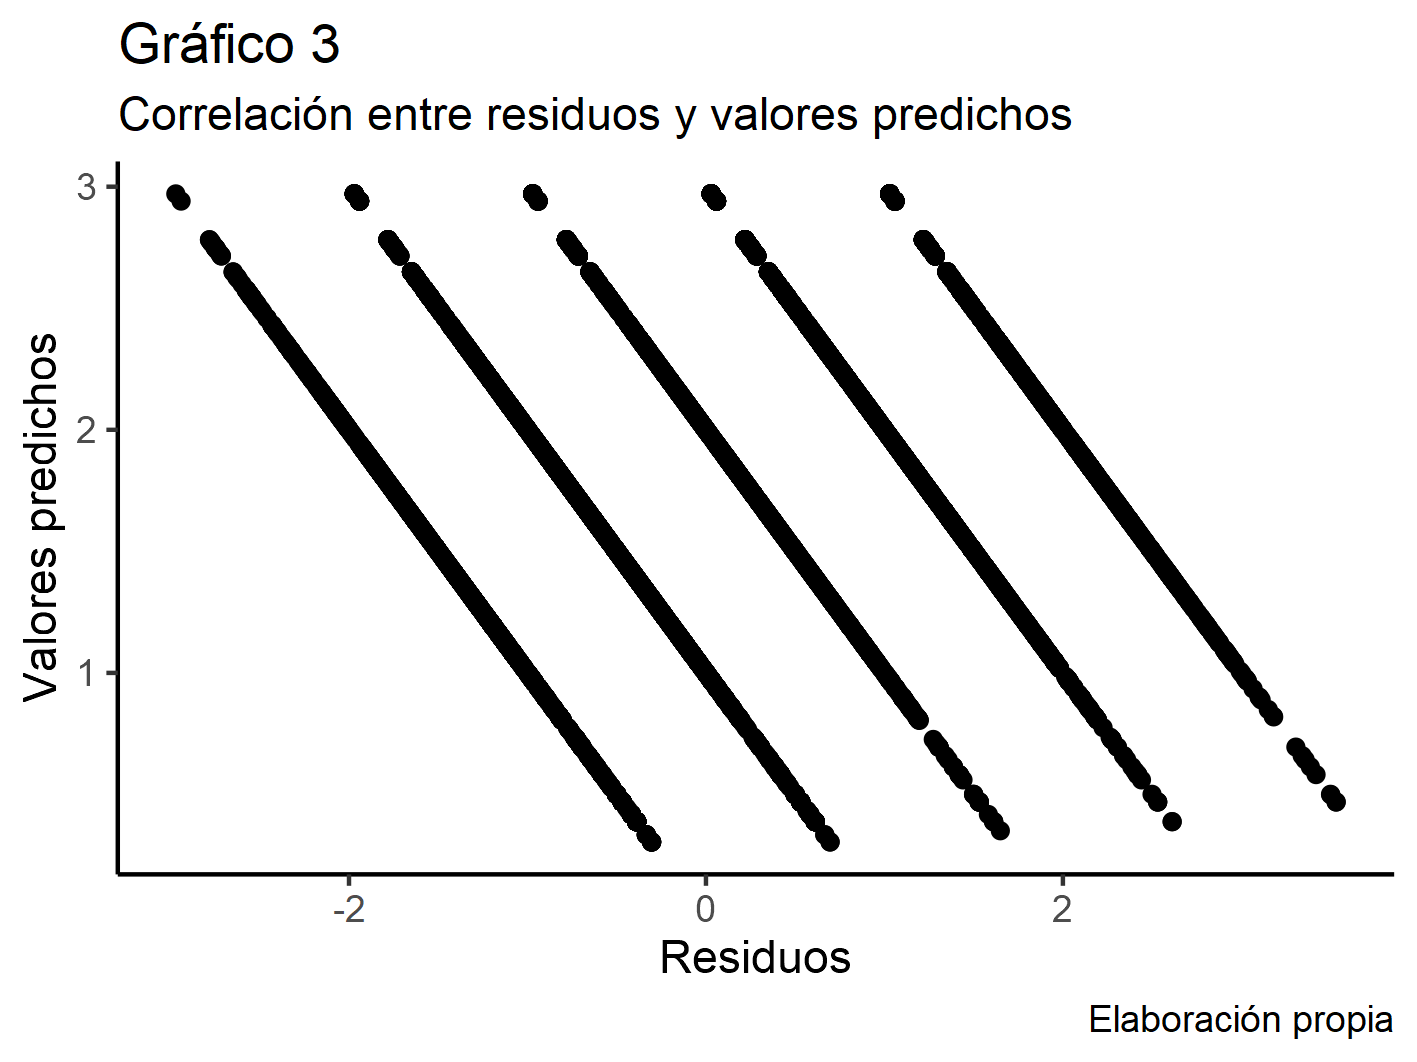 Gráfico 3
Correlación entre residuos y valores predichos
3
2
1
Valores predichos
-2 0 2
Residuos
Elaboración propia